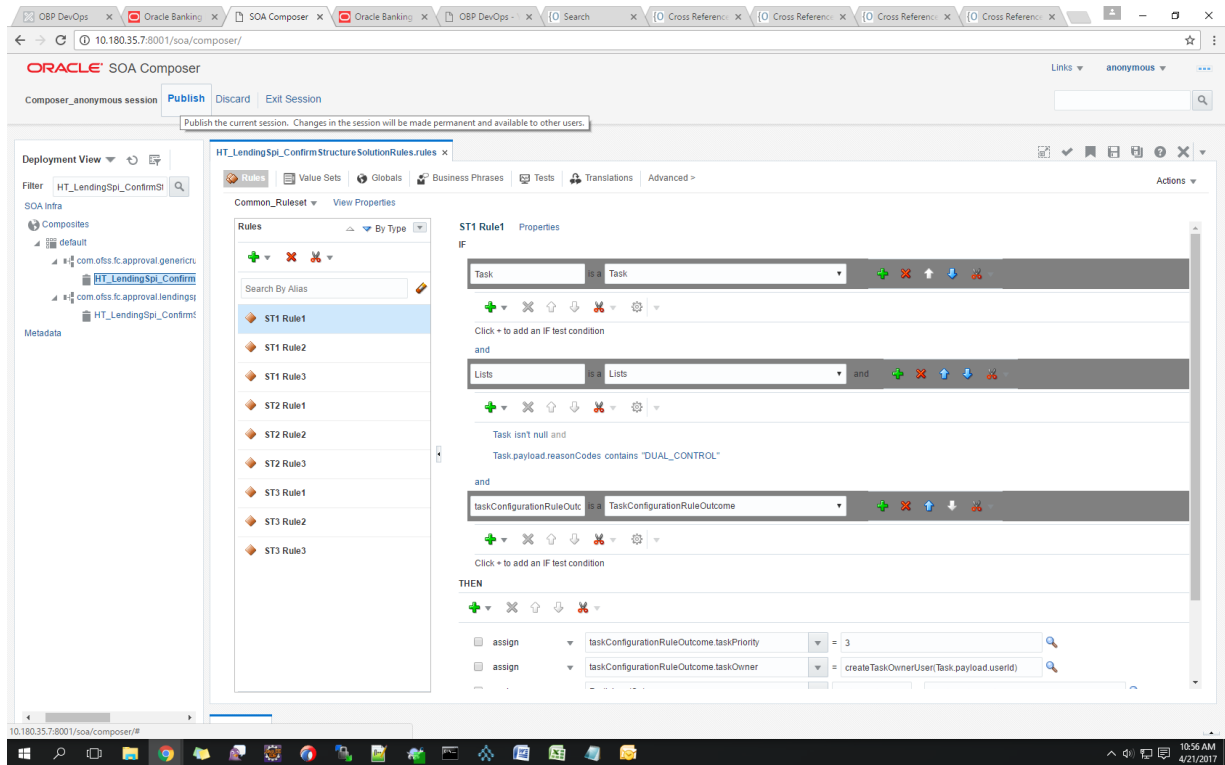 OBP DevOps × Oracle Banking × SOA Composer × Oracle Banking × OBP DevOps - × Search × Cross Reference × Cross Reference × Cross Reference × Cross Reference ×
10.180.35.7:8001/soa/composer/
ORACLE SOA Composer Links anonymous
Composer_anonymous session Publish Discard Exit Session
Publish the current session. Changes in the session will be made permanent and available to other users.
Deployment View
Filter HT_LendingSpi_ConfirmSt
SOA Infra
Composites
default
com.ofss.fc.approval.genericru
HT_LendingSpi_Confirm
com.ofss.fc.approval.lendingsp
HT_LendingSpi_ConfirmS
Metadata
HT_LendingSpi_ConfirmStructureSolutionRules.rules ×
Rules Value Sets Globals Business Phrases Tests Translations Advanced > Actions
Common_Ruleset View Properties
Rules By Type
Search By Alias
ST1 Rule1
ST1 Rule2
ST1 Rule3
ST2 Rule1
ST2 Rule2
ST2 Rule3
ST3 Rule1
ST3 Rule2
ST3 Rule3
ST1 Rule1 Properties
IF
Task is a Task
Click + to add an IF test condition
and
Lists is a Lists and
Task isn't null and
Task.payload.reasonCodes contains "DUAL_CONTROL"
and
taskConfigurationRuleOutc is a TaskConfigurationRuleOutcome
Click + to add an IF test condition
THEN
assign taskConfigurationRuleOutcome.taskPriority = 3
assign taskConfigurationRuleOutcome.taskOwner = createTaskOwnerUser(Task.payload.userId)
10.180.35.7:8001/soa/composer/#
10:56 AM
4/21/2017